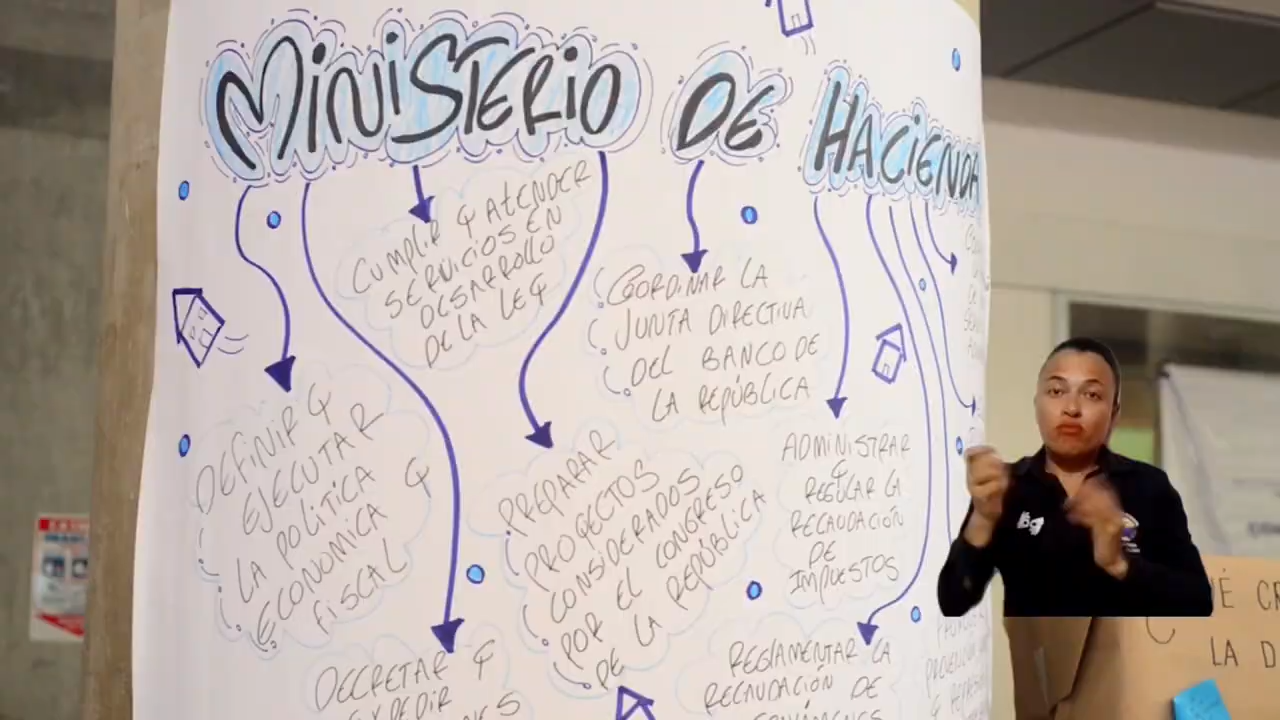 MINISTERIO DE HACIENDA
CUMPLIR Y ATENDER
SERVICIOS EN
DESARROLLO
DE LA LEY
COORDINAR LA
JUNTA DIRECTIVA
DEL BANCO DE
LA REPÚBLICA
DEFINIR Y
EJECUTAR
LA POLÍTICA
ECONÓMICA Y
FISCAL
PREPARAR
PROYECTOS
CONSIDERADOS
POR EL CONGRESO
DE LA REPÚBLICA
ADMINISTRAR
Y
REGULAR LA
RECAUDACIÓN
DE
IMPUESTOS
DECRETAR Y
REGLAMENTAR LA
RECAUDACIÓN DE
LA D